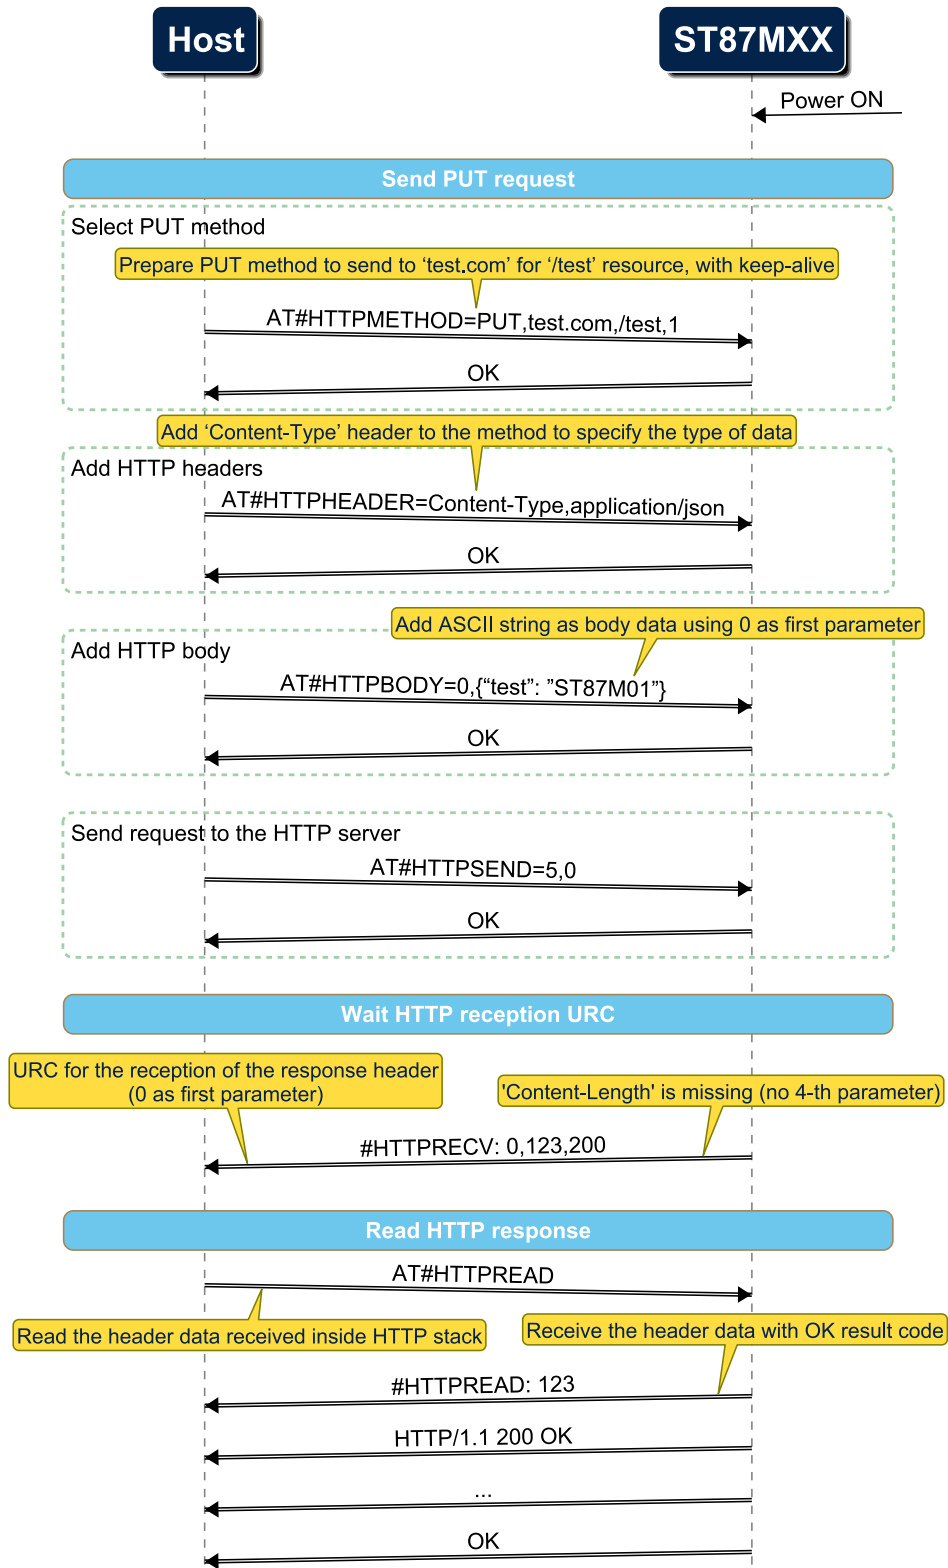 Host
ST87MXX
Power ON
Send PUT request
Select PUT method
Prepare PUT method to send to ‘test.com’ for ‘/test’ resource, with keep-alive
AT#HTTPMETHOD=PUT,test.com,/test,1
OK
Add ‘Content-Type’ header to the method to specify the type of data
Add HTTP headers
AT#HTTPHEADER=Content-Type,application/json
OK
Add ASCII string as body data using 0 as first parameter
Add HTTP body
AT#HTTPBODY=0,{“test”: ”ST87M01”}
OK
Send request to the HTTP server
AT#HTTPSEND=5,0
OK
Wait HTTP reception URC
URC for the reception of the response header
(0 as first parameter)
'Content-Length' is missing (no 4-th parameter)
#HTTPRECV: 0,123,200
Read HTTP response
AT#HTTPREAD
Read the header data received inside HTTP stack
Receive the header data with OK result code
#HTTPREAD: 123
HTTP/1.1 200 OK
...
OK